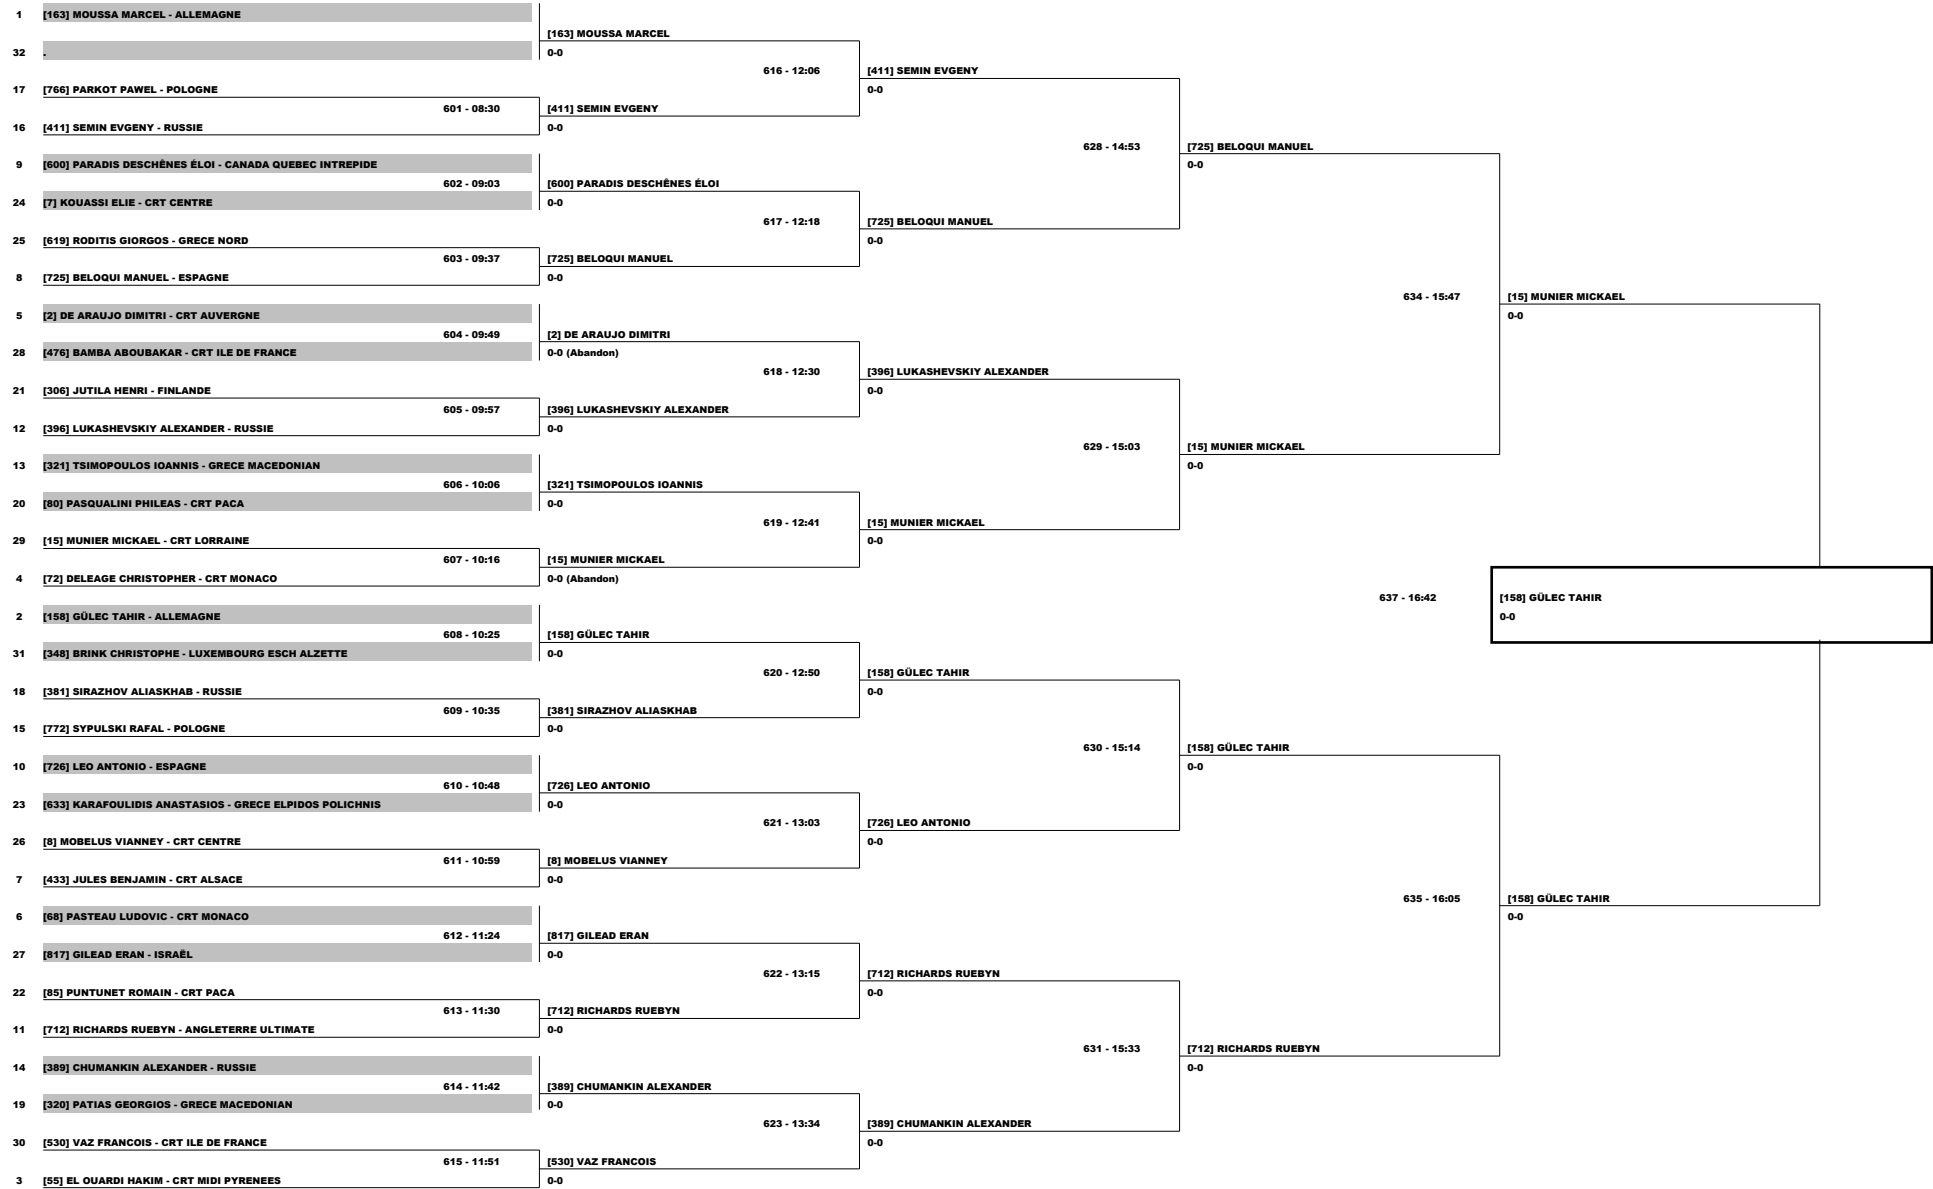 1 [163] MOUSSA MARCEL - ALLEMAGNE
[163] MOUSSA MARCEL
32 .
0-0
616 - 12:06
[411] SEMIN EVGENY
17 [766] PARKOT PAWEL - POLOGNE
0-0
601 - 08:30
[411] SEMIN EVGENY
16 [411] SEMIN EVGENY - RUSSIE
0-0
628 - 14:53
[725] BELOQUI MANUEL
9 [600] PARADIS DESCHÊNES ÉLOI - CANADA QUEBEC INTREPIDE
0-0
602 - 09:03
[600] PARADIS DESCHÊNES ÉLOI
24 [7] KOUASSI ELIE - CRT CENTRE
0-0
617 - 12:18
[725] BELOQUI MANUEL
25 [619] RODITIS GIORGOS - GRECE NORD
0-0
603 - 09:37
[725] BELOQUI MANUEL
8 [725] BELOQUI MANUEL - ESPAGNE
0-0
634 - 15:47
[15] MUNIER MICKAEL
5 [2] DE ARAUJO DIMITRI - CRT AUVERGNE
0-0
604 - 09:49
[2] DE ARAUJO DIMITRI
28 [476] BAMBA ABOUBAKAR - CRT ILE DE FRANCE
0-0 (Abandon)
618 - 12:30
[396] LUKASHEVSKIY ALEXANDER
21 [306] JUTILA HENRI - FINLANDE
0-0
605 - 09:57
[396] LUKASHEVSKIY ALEXANDER
12 [396] LUKASHEVSKIY ALEXANDER - RUSSIE
0-0
629 - 15:03
[15] MUNIER MICKAEL
13 [321] TSIMOPOULOS IOANNIS - GRECE MACEDONIAN
0-0
606 - 10:06
[321] TSIMOPOULOS IOANNIS
20 [80] PASQUALINI PHILEAS - CRT PACA
0-0
619 - 12:41
[15] MUNIER MICKAEL
29 [15] MUNIER MICKAEL - CRT LORRAINE
0-0
607 - 10:16
[15] MUNIER MICKAEL
4 [72] DELEAGE CHRISTOPHER - CRT MONACO
0-0 (Abandon)
637 - 16:42
[158] GÜLEC TAHIR
2 [158] GÜLEC TAHIR - ALLEMAGNE
0-0
608 - 10:25
[158] GÜLEC TAHIR
31 [348] BRINK CHRISTOPHE - LUXEMBOURG ESCH ALZETTE
0-0
620 - 12:50
[158] GÜLEC TAHIR
18 [381] SIRAZHOV ALIASKHAB - RUSSIE
0-0
609 - 10:35
[381] SIRAZHOV ALIASKHAB
15 [772] SYPULSKI RAFAL - POLOGNE
0-0
630 - 15:14
[158] GÜLEC TAHIR
10 [726] LEO ANTONIO - ESPAGNE
0-0
610 - 10:48
[726] LEO ANTONIO
23 [633] KARAFOULIDIS ANASTASIOS - GRECE ELPIDOS POLICHNIS
0-0
621 - 13:03
[726] LEO ANTONIO
26 [8] MOBELUS VIANNEY - CRT CENTRE
0-0
611 - 10:59
[8] MOBELUS VIANNEY
7 [433] JULES BENJAMIN - CRT ALSACE
0-0
635 - 16:05
[158] GÜLEC TAHIR
6 [68] PASTEAU LUDOVIC - CRT MONACO
0-0
612 - 11:24
[817] GILEAD ERAN
27 [817] GILEAD ERAN - ISRAËL
0-0
622 - 13:15
[712] RICHARDS RUEBYN
22 [85] PUNTUNET ROMAIN - CRT PACA
0-0
613 - 11:30
[712] RICHARDS RUEBYN
11 [712] RICHARDS RUEBYN - ANGLETERRE ULTIMATE
0-0
631 - 15:33
[712] RICHARDS RUEBYN
14 [389] CHUMANKIN ALEXANDER - RUSSIE
0-0
614 - 11:42
[389] CHUMANKIN ALEXANDER
19 [320] PATIAS GEORGIOS - GRECE MACEDONIAN
0-0
623 - 13:34
[389] CHUMANKIN ALEXANDER
30 [530] VAZ FRANCOIS - CRT ILE DE FRANCE
0-0
615 - 11:51
[530] VAZ FRANCOIS
3 [55] EL OUARDI HAKIM - CRT MIDI PYRENEES
0-0